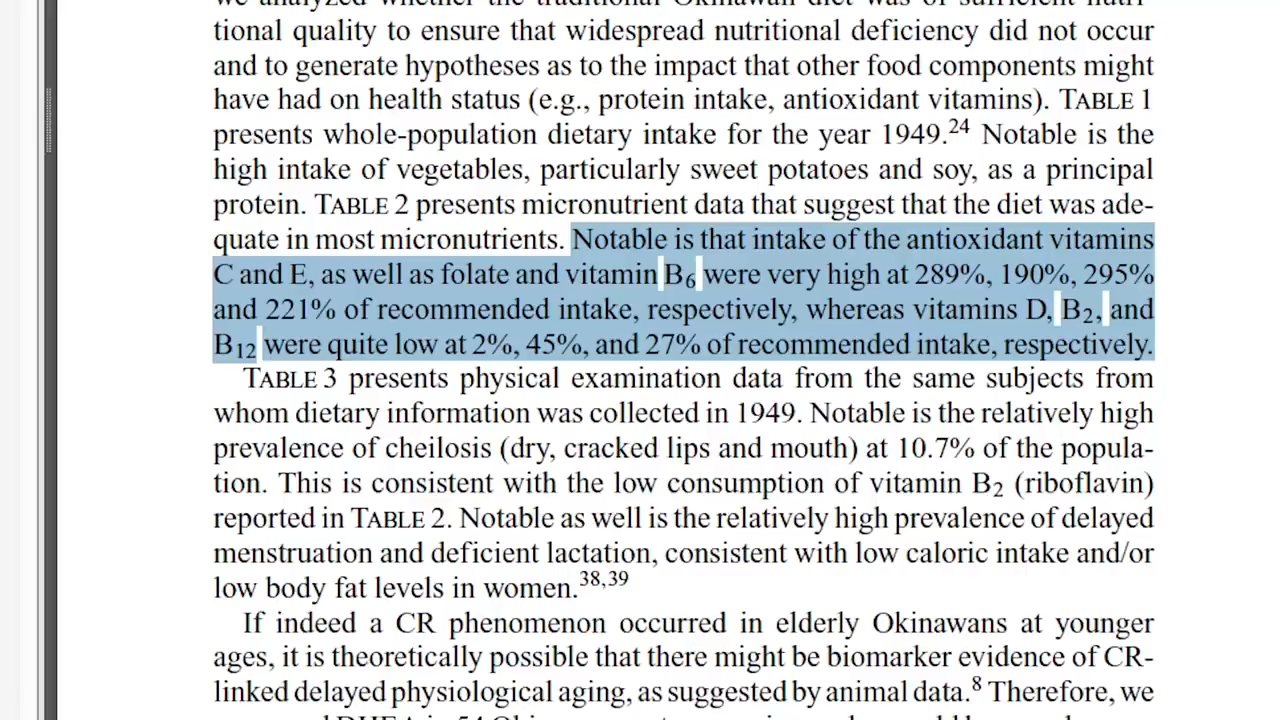 we analyzed whether the traditional Okinawan diet was of sufficient nutri-
tional quality to ensure that widespread nutritional deficiency did not occur
and to generate hypotheses as to the impact that other food components might
have had on health status (e.g., protein intake, antioxidant vitamins). TABLE 1
presents whole-population dietary intake for the year 1949.24 Notable is the
high intake of vegetables, particularly sweet potatoes and soy, as a principal
protein. TABLE 2 presents micronutrient data that suggest that the diet was ade-
quate in most micronutrients. Notable is that intake of the antioxidant vitamins
C and E, as well as folate and vitamin B6 were very high at 289%, 190%, 295%
and 221% of recommended intake, respectively, whereas vitamins D, B2, and
B12 were quite low at 2%, 45%, and 27% of recommended intake, respectively.
TABLE 3 presents physical examination data from the same subjects from
whom dietary information was collected in 1949. Notable is the relatively high
prevalence of cheilosis (dry, cracked lips and mouth) at 10.7% of the popula-
tion. This is consistent with the low consumption of vitamin B2 (riboflavin)
reported in TABLE 2. Notable as well is the relatively high prevalence of delayed
menstruation and deficient lactation, consistent with low caloric intake and/or
low body fat levels in women.38,39
If indeed a CR phenomenon occurred in elderly Okinawans at younger
ages, it is theoretically possible that there might be biomarker evidence of CR-
linked delayed physiological aging, as suggested by animal data.8 Therefore, we